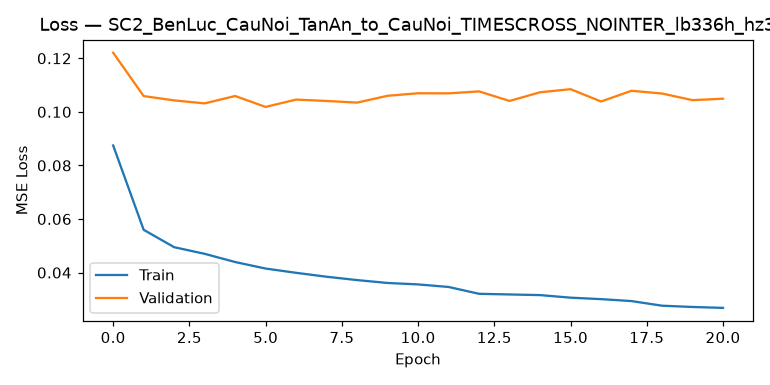 Loss — SC2_BenLuc_CauNoi_TanAn_to_CauNoi_TIMESCROSS_NOINTER_lb336h_hz3
0.12
0.10
0.08
0.06
0.04
MSE Loss
Train
Validation
0.0 2.5 5.0 7.5 10.0 12.5 15.0 17.5 20.0
Epoch